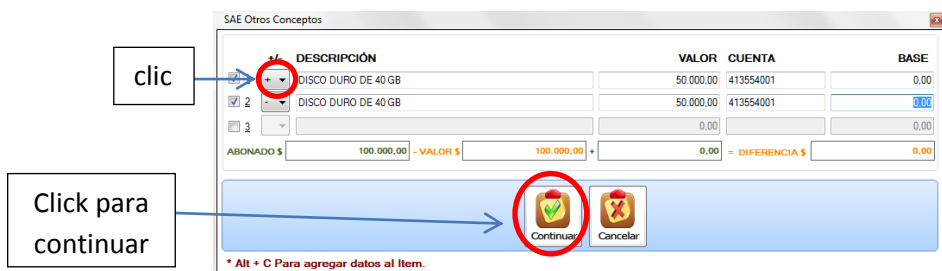 SAE Otros Conceptos
+/- DESCRIPCIÓN VALOR CUENTA BASE
clic
1 + DISCO DURO DE 40 GB 50.000,00 413554001 0,00
2 - DISCO DURO DE 40 GB 50.000,00 413554001 0,00
3 0,00 0,00
ABONADO $ 100.000,00 - VALOR $ 100.000,00 + 0,00 = DIFERENCIA $ 0,00
Click para
continuar
Continuar Cancelar
* Alt + C Para agregar datos al Item.